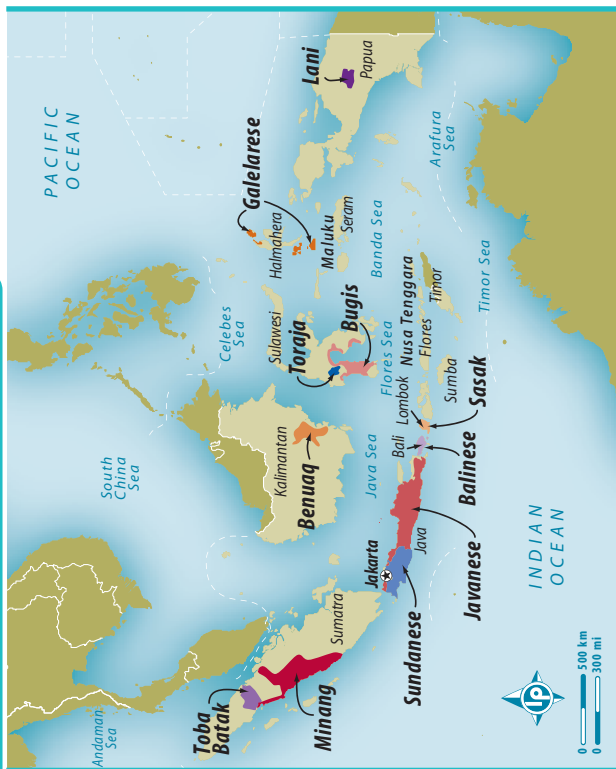 PACIFIC
OCEAN
Lani
Papua
Arafura
Sea
Galelarese
Halmahera
Maluku
Seram
Banda Sea
Timor Sea
Celebes
Sea
Sulawesi
Toraja
Bugis
Flores Sea
Nusa Tenggara
Flores
Timor
South
China
Sea
Kalimantan
Benuaq
Java Sea
Bali
Lombok
Sumba
Sasak
Balinese
Jakarta
Java
Javanese
Sundanese
INDIAN
OCEAN
Andaman
Sea
Toba
Batak
Sumatra
Minang
lp
0 500 km
0 300 mi